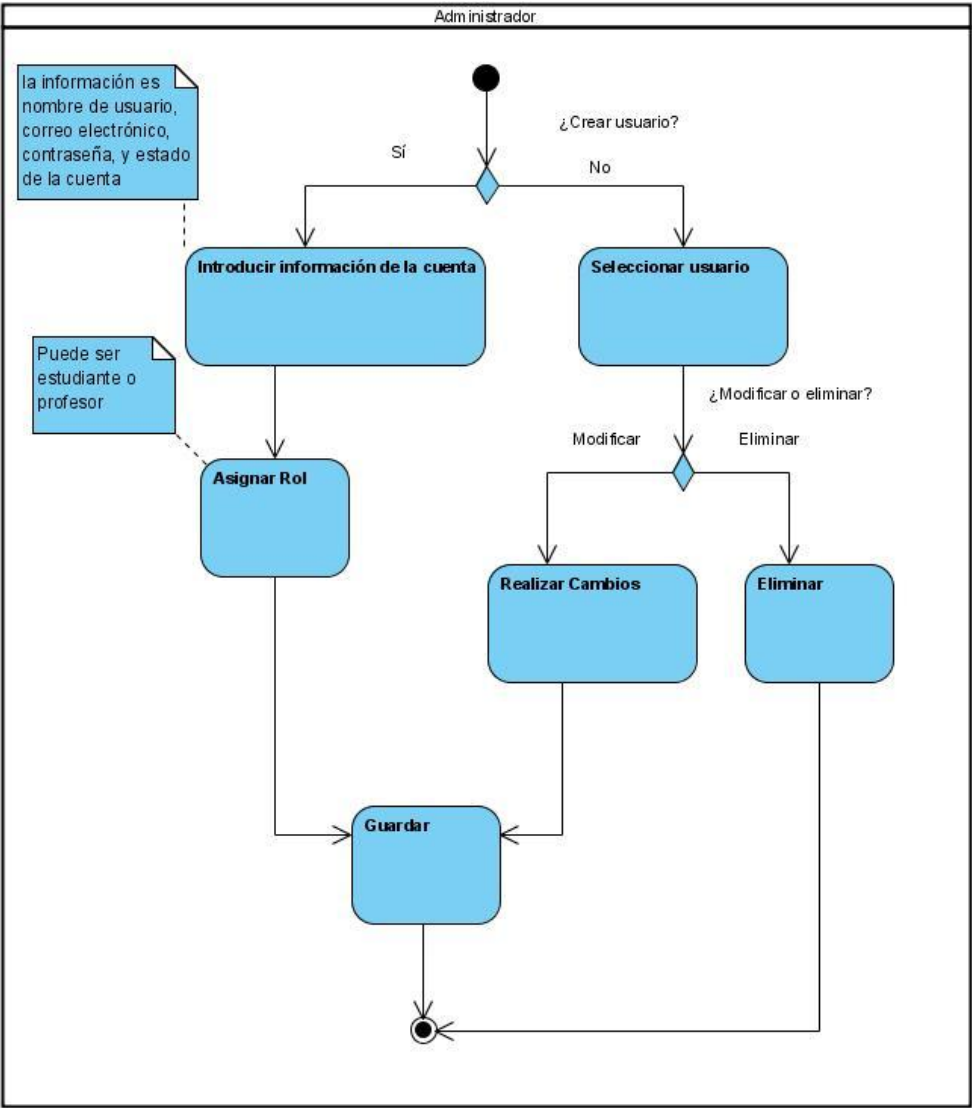 Administrador
la información es
nombre de usuario,
correo electrónico,
contraseña, y estado
de la cuenta
¿Crear usuario?
Sí
No
Introducir información de la cuenta
Seleccionar usuario
Puede ser
estudiante o
profesor
¿Modificar o eliminar?
Modificar
Eliminar
Asignar Rol
Realizar Cambios
Eliminar
Guardar